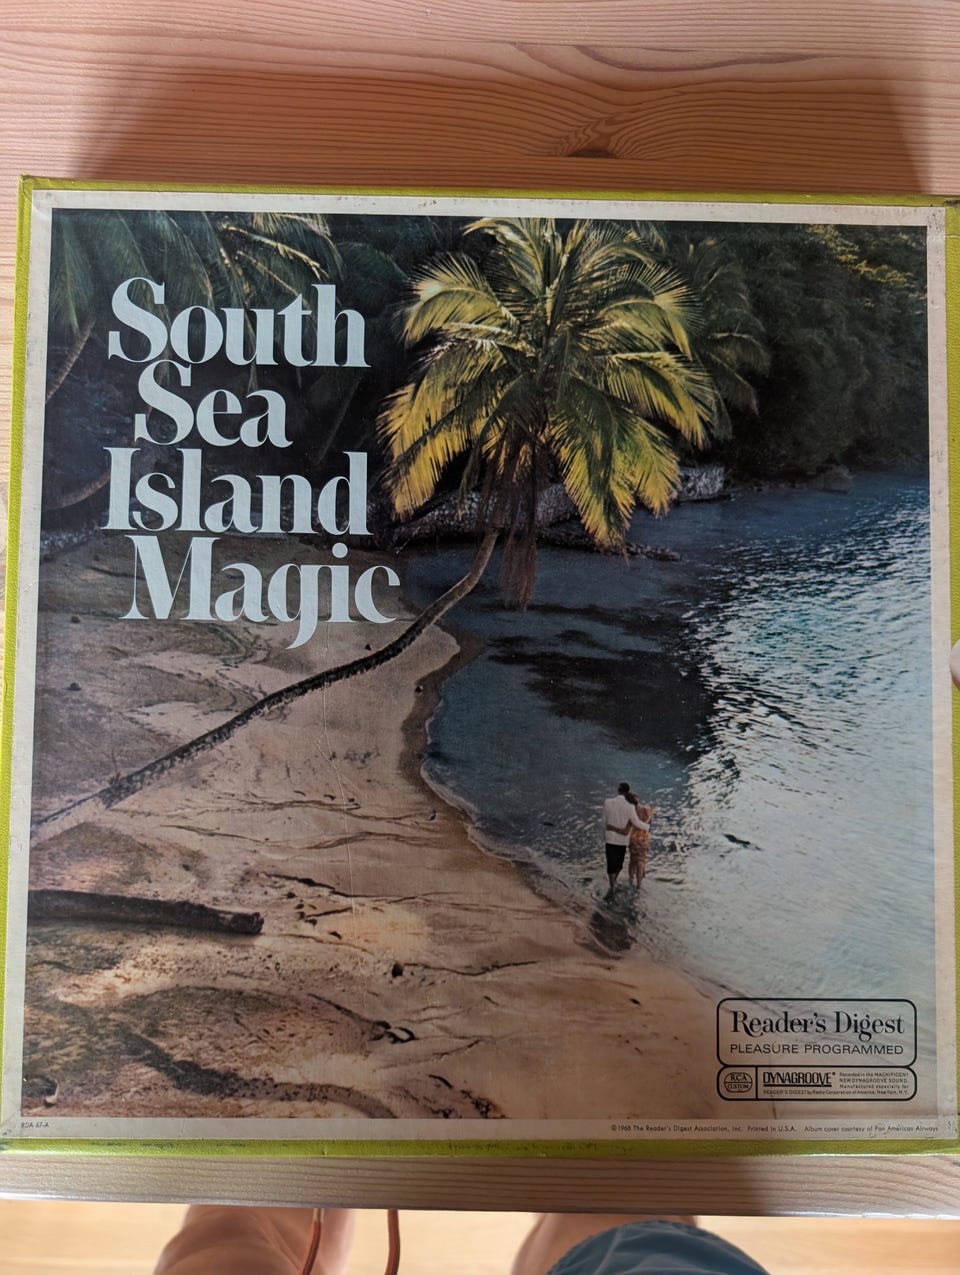 South
Sea
Island
Magic
Reader's Digest
PLEASURE PROGRAMMED
RCA
CUSTOM
DYNAGROOVE*
Recorded in the MAGNIFICENT
NEW DYNAGROOVE SOUND.
Manufactured especially for
READER'S DIGEST by Radio Corporation of America, New York, N.Y.
RDA 67-A
©1968 The Reader's Digest Association, Inc. Printed in U.S.A. Album cover courtesy of Pan American Airways